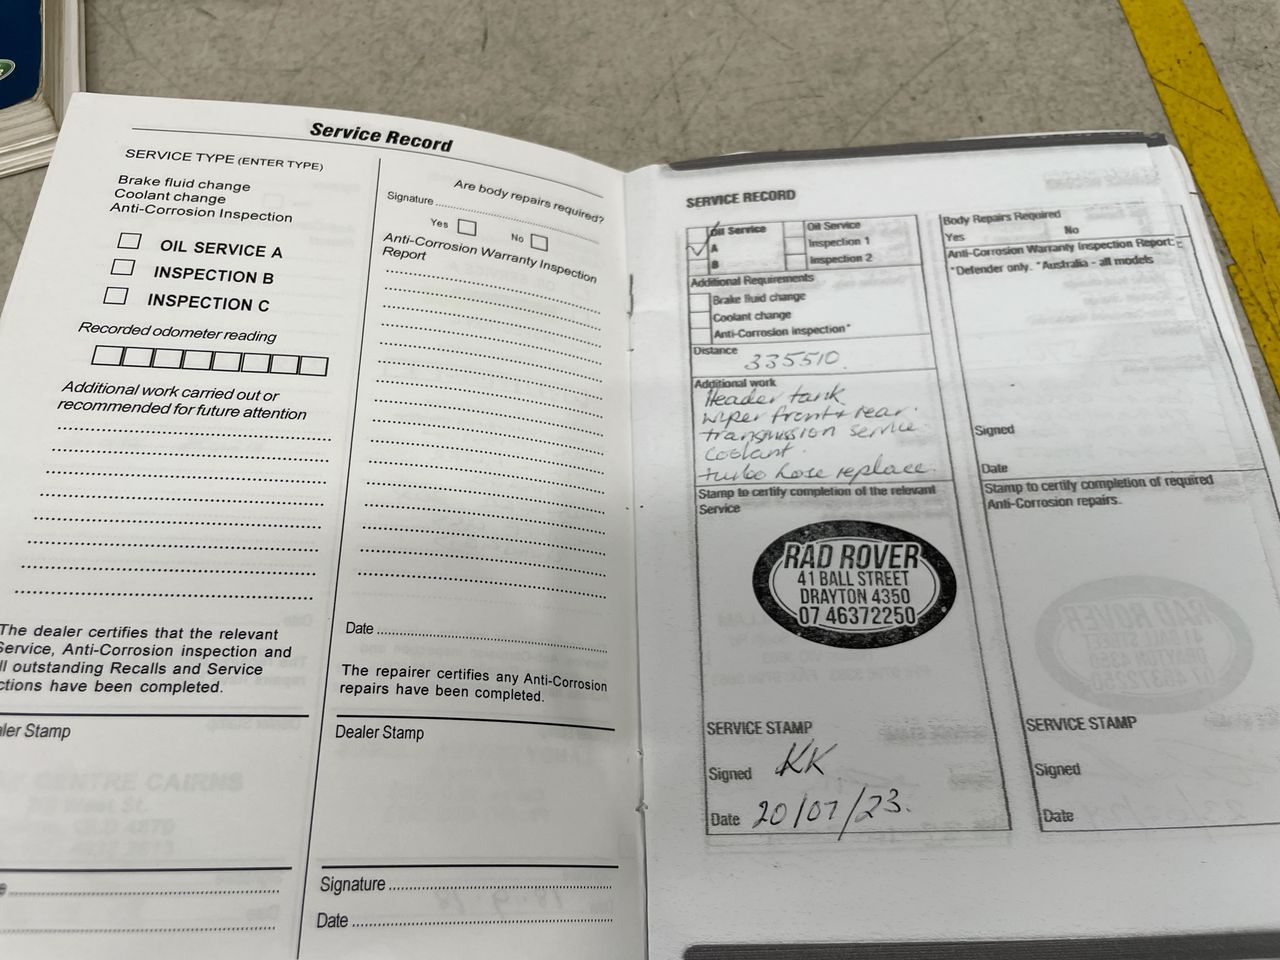 Service Record
SERVICE TYPE (ENTER TYPE)
Brake fluid change
Coolant change
Anti-Corrosion Inspection
OIL SERVICE A
INSPECTION B
INSPECTION C
Recorded odometer reading
Additional work carried out or
recommended for future attention
The dealer certifies that the relevant
Service, Anti-Corrosion inspection and
ll outstanding Recalls and Service
ctions have been completed.
ler Stamp
Are body repairs required?
Signature
Yes No
Anti-Corrosion Warranty Inspection
Report
Date
The repairer certifies any Anti-Corrosion
repairs have been completed.
Dealer Stamp
Signature
Date
SERVICE RECORD
Oil Service
A
B
Oil Service
Inspection 1
Inspection 2
Additional Requirements
Brake fluid change
Coolant change
Anti-Corrosion inspection*
Distance
335510
Additional work
Header tank
wiper front + rear.
transmission service
coolant.
turbo hose replace.
Stamp to certify completion of the relevant
Service
RAD ROVER
41 BALL STREET
DRAYTON 4350
07 46372250
SERVICE STAMP
Signed KK
Date 20/07/23.
Body Repairs Required
Yes No
Anti-Corrosion Warranty Inspection Report:
*Defender only. *Australia - all models
Signed
Date
Stamp to certify completion of required
Anti-Corrosion repairs.
SERVICE STAMP
Signed
Date